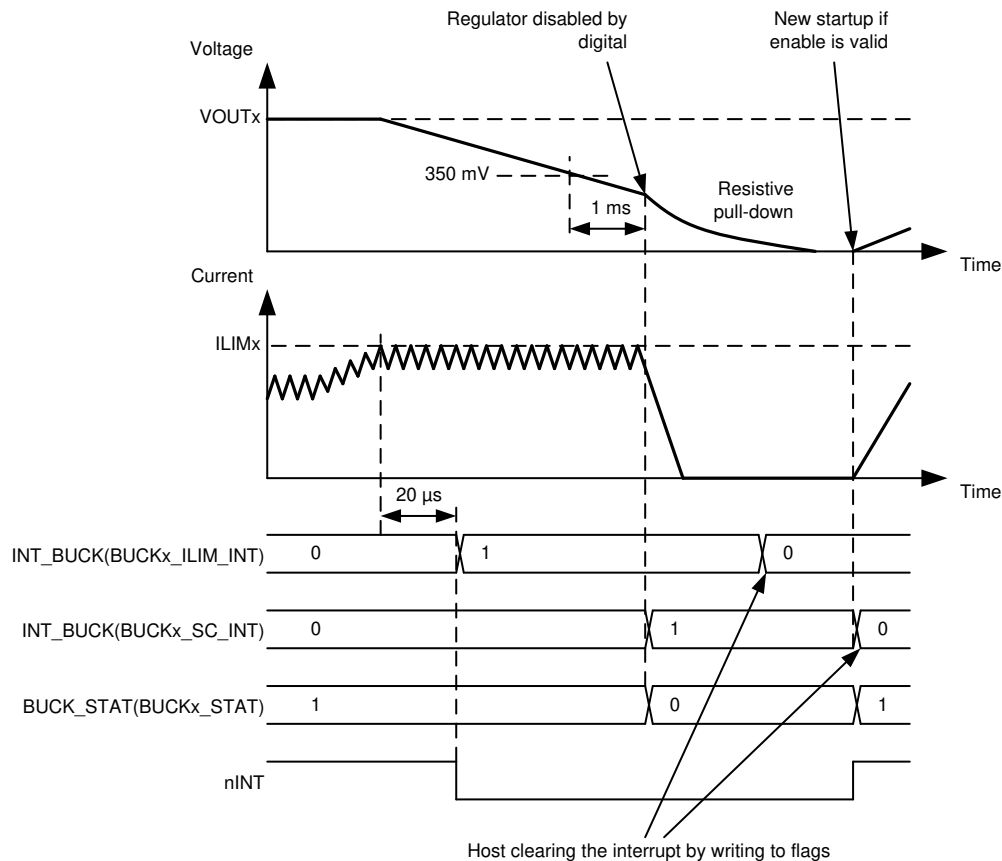 Regulator disabled by
digital
New startup if
enable is valid
Voltage
VOUTx
350 mV
1 ms
Resistive
pull-down
Time
Current
ILIMx
Time
20 µs
INT_BUCK(BUCKx_ILIM_INT)
0
1
0
INT_BUCK(BUCKx_SC_INT)
0
1
0
BUCK_STAT(BUCKx_STAT)
1
0
1
nINT
Host clearing the interrupt by writing to flags